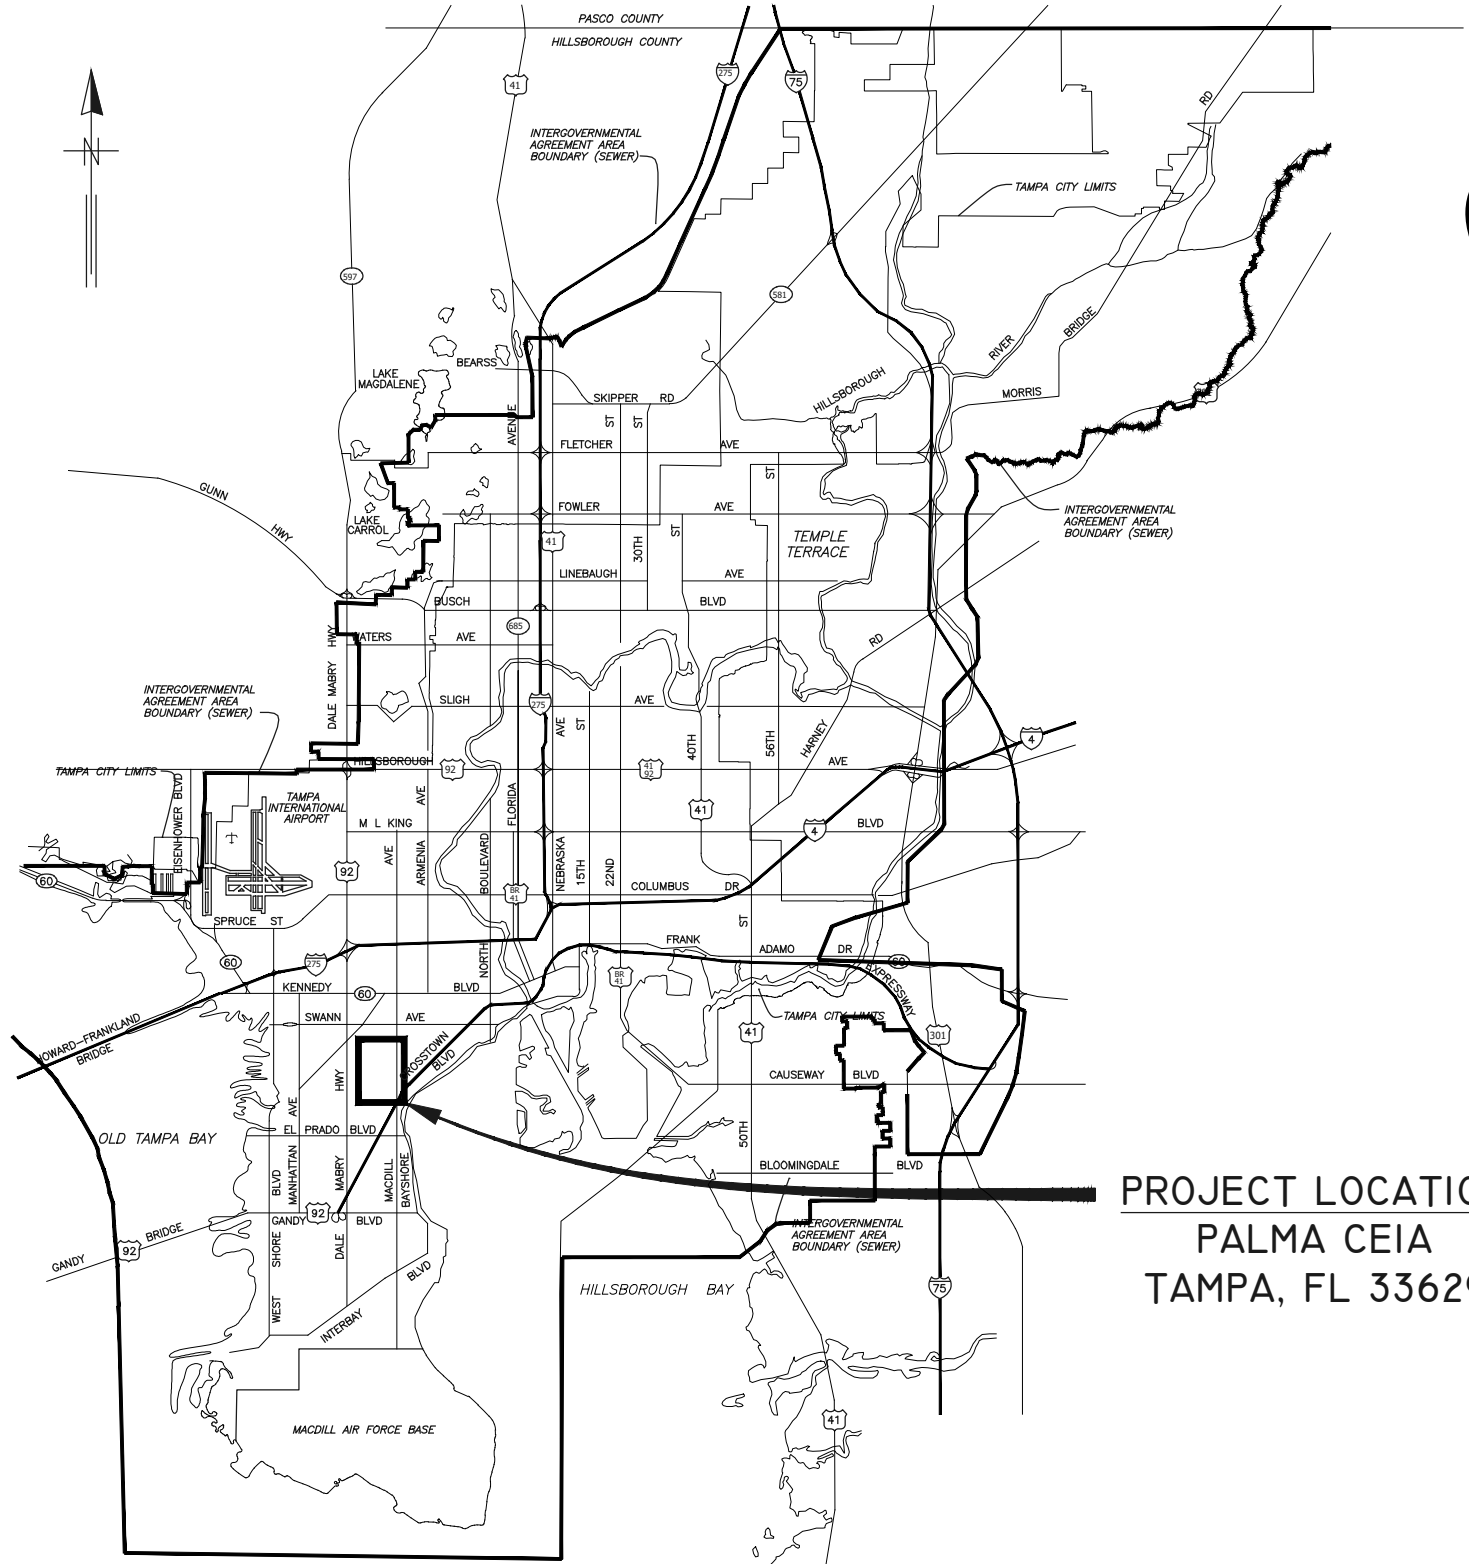 PASCO COUNTY
HILLSBOROUGH COUNTY
41
275
75
N
INTERGOVERNMENTAL
AGREEMENT AREA
BOUNDARY (SEWER)
RD
TAMPA CITY LIMITS
597
581
BRIDGE
RIVER
BEARSS
LAKE
MAGDALENE
HILLSBOROUGH
MORRIS
SKIPPER RD
AVENUE
ST
ST
FLETCHER AVE
ST
GUNN
HWY
LAKE
CARROL
FOWLER AVE
ST
INTERGOVERNMENTAL
AGREEMENT AREA
BOUNDARY (SEWER)
TEMPLE
TERRACE
41
30TH
LINEBAUGH AVE
BUSCH BLVD
685
WATERS AVE
DALE MABRY HWY
RD
INTERGOVERNMENTAL
AGREEMENT AREA
BOUNDARY (SEWER)
SLIGH AVE
275
AVE
ST
40TH
56TH
HARNEY
4
TAMPA CITY LIMITS
HILLSBOROUGH
92
41
92
AVE
EISENHOWER BLVD
TAMPA
INTERNATIONAL
AIRPORT
AVE
FLORIDA
41
M L KING
4
BLVD
AVE
ARMENIA
BOULEVARD
NEBRASKA
15TH
22ND
60
92
BR
41
COLUMBUS DR
SPRUCE ST
ST
FRANK
ADAMO DR
60
275
60
NORTH
BR
41
EXPRESSWAY
KENNEDY
60
BLVD
SWANN AVE
TAMPA CITY LIMITS
HOWARD-FRANKLAND
BRIDGE
CROSSTOWN
BLVD
41
301
HWY
CAUSEWAY BLVD
AVE
OLD TAMPA BAY
EL PRADO BLVD
50TH
BLVD
MANHATTAN
MABRY
MACDILL
BAYSHORE
BLOOMINGDALE
BLVD
PROJECT LOCATIO
PALMA CEIA
TAMPA, FL 33629
92
GANDY BLVD
INTERGOVERNMENTAL
AGREEMENT AREA
BOUNDARY (SEWER)
GANDY
92
BRIDGE
SHORE
DALE
BLVD
HILLSBOROUGH BAY
75
WEST
INTERBAY
MACDILL AIR FORCE BASE
41